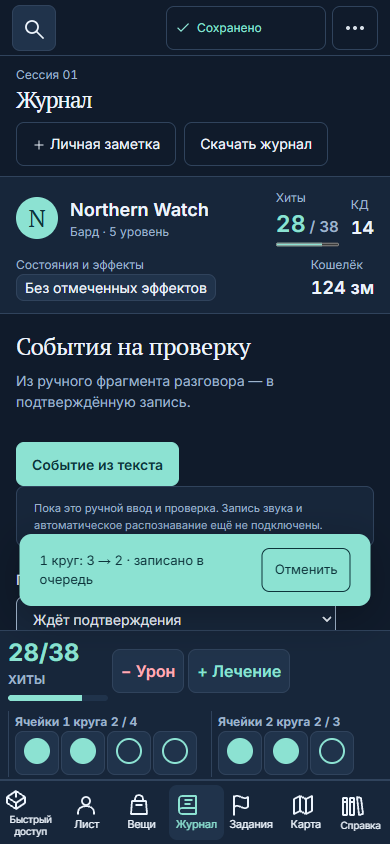 Сохранено
Сессия 01
Журнал
+ Личная заметка
Скачать журнал
N
Northern Watch
Бард · 5 уровень
Хиты
28 / 38
КД
14
Состояния и эффекты
Без отмеченных эффектов
Кошелёк
124 зм
События на проверку
Из ручного фрагмента разговора — в
подтверждённую запись.
Событие из текста
Пока это ручной ввод и проверка. Запись звука и
автоматическое распознавание ещё не подключены.
1 круг: 3 → 2 · записано в
очередь
Отменить
Ждёт подтверждения
28/38
ХИТЫ
− Урон
+ Лечение
Ячейки 1 круга 2 / 4
Ячейки 2 круга 2 / 3
Быстрый
доступ
Лист
Вещи
Журнал
Задания
Карта
Справка